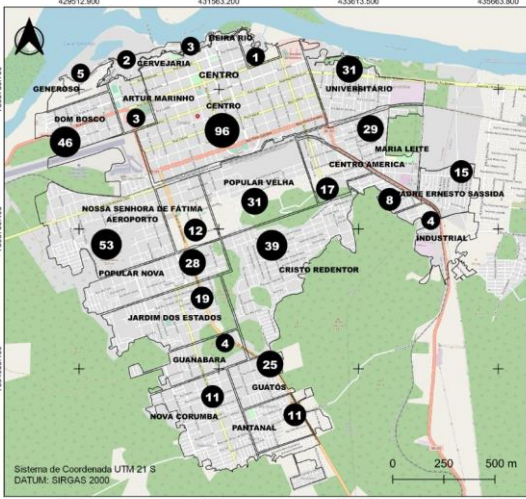 429512.900 431563.200 433613.500 435663.800
BEIRA RIO
3
2
1
CERVEJARIA
5
CENTRO
31
GENEROSO
ARTUR MARINHO
UNIVERSITÁRIO
CENTRO
DOM BOSCO
3
96
29
46
MARIA LEITE
CENTRO AMERICA
15
POPULAR VELHA
17
ADRE ERNESTO SASSIDA
31
8
NOSSA SENHORA DE FÁTIMA
AEROPORTO
4
12
INDUSTRIAL
53
39
28
CRISTO REDENTOR
POPULAR NOVA
19
JARDIM DOS ESTADOS
4
GUANABARA
25
GUATÓS
11
NOVA CORUMBA
11
PANTANAL
Sistema de Coordenada UTM 21 S
DATUM: SIRGAS 2000
0 250 500 m